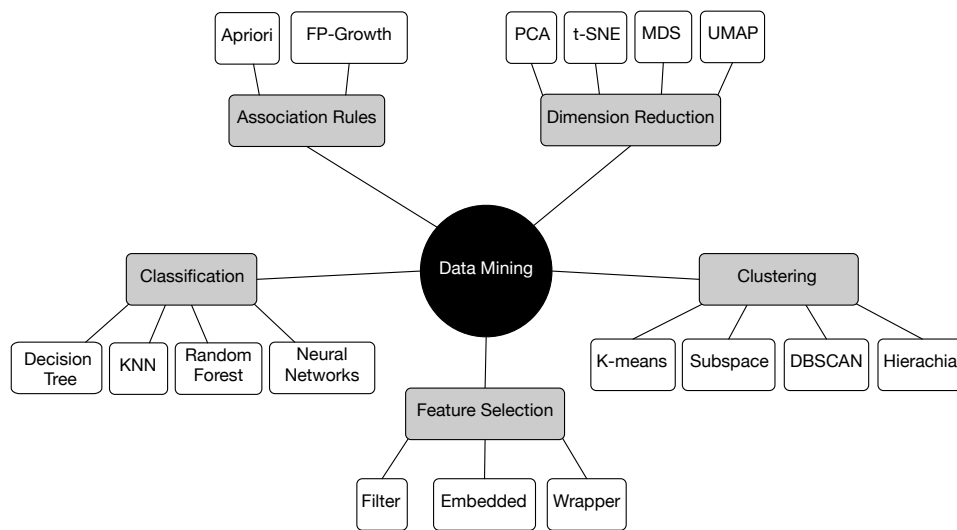 Apriori
FP-Growth
PCA
t-SNE
MDS
UMAP
Association Rules
Dimension Reduction
Data Mining
Classification
Clustering
Decision
Tree
KNN
Random
Forest
Neural
Networks
K-means
Subspace
DBSCAN
Hierachial
Feature Selection
Filter
Embedded
Wrapper